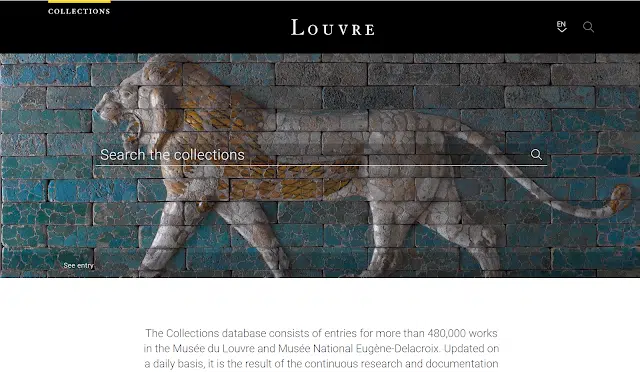 COLLECTIONS
LOUVRE
EN
Search the collections
See entry
The Collections database consists of entries for more than 480,000 works
in the Musée du Louvre and Musée National Eugène-Delacroix. Updated on
a daily basis, it is the result of the continuous research and documentation